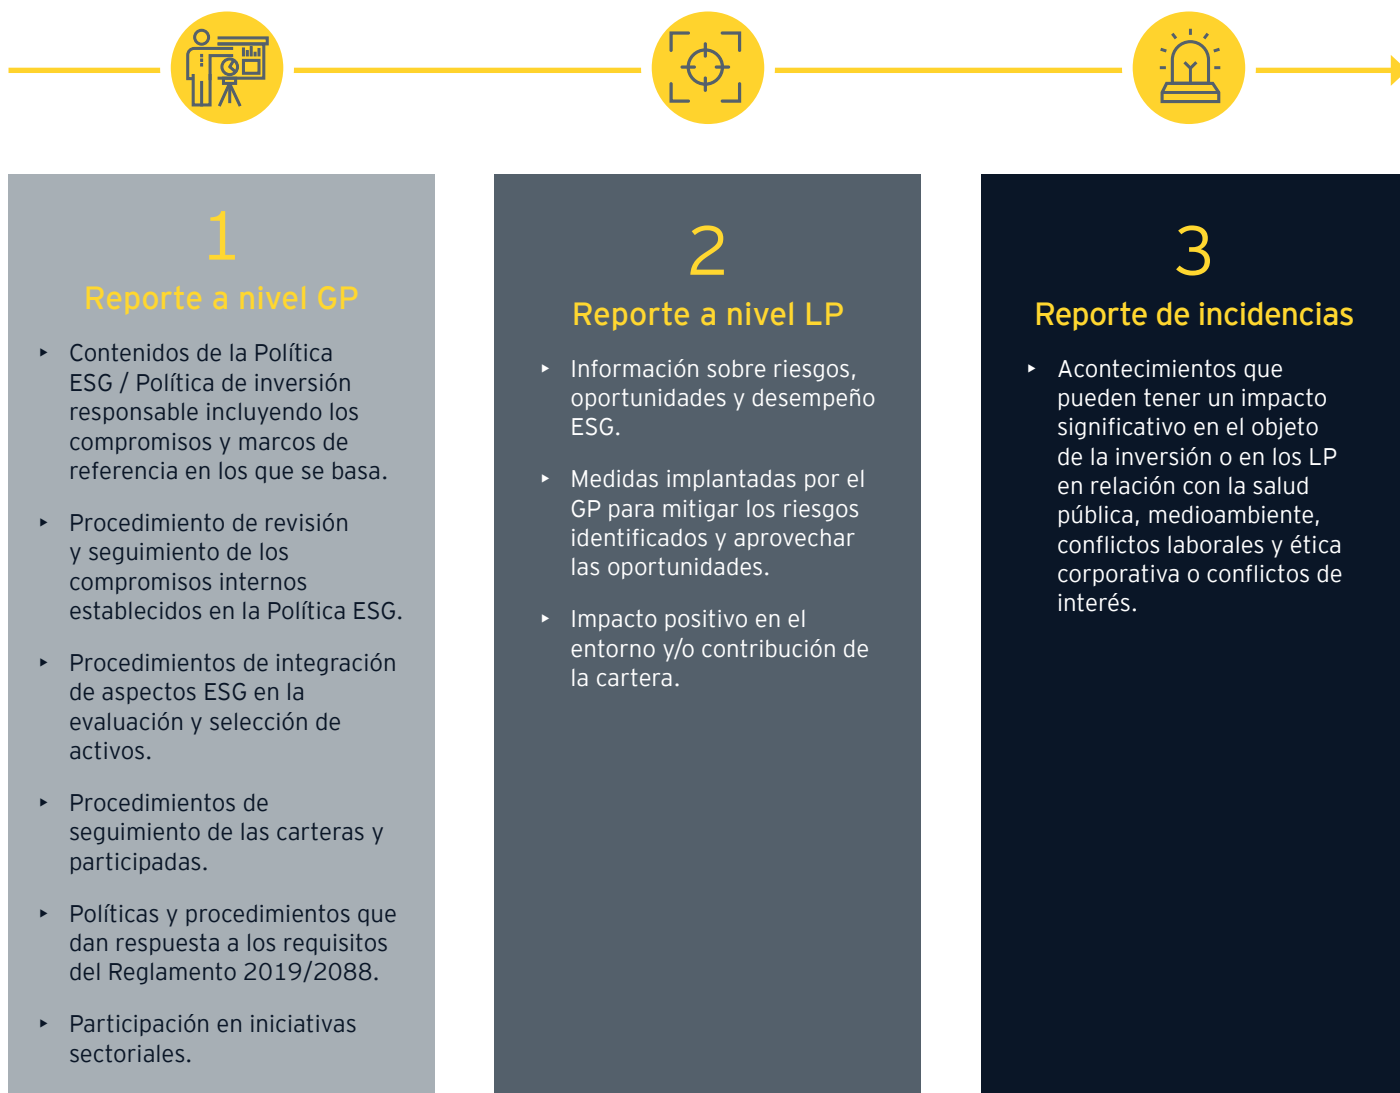 1
Reporte a nivel GP
‣ Contenidos de la Política
ESG / Política de inversión
responsable incluyendo los
compromisos y marcos de
referencia en los que se basa.
‣ Procedimiento de revisión
y seguimiento de los
compromisos internos
establecidos en la Política ESG.
‣ Procedimientos de integración
de aspectos ESG en la
evaluación y selección de
activos.
‣ Procedimientos de
seguimiento de las carteras y
participadas.
‣ Políticas y procedimientos que
dan respuesta a los requisitos
del Reglamento 2019/2088.
‣ Participación en iniciativas
sectoriales.
2
Reporte a nivel LP
‣ Información sobre riesgos,
oportunidades y desempeño
ESG.
‣ Medidas implantadas por el
GP para mitigar los riesgos
identificados y aprovechar
las oportunidades.
‣ Impacto positivo en el
entorno y/o contribución de
la cartera.
3
Reporte de incidencias
‣ Acontecimientos que
pueden tener un impacto
significativo en el objeto
de la inversión o en los LP
en relación con la salud
pública, medioambiente,
conflictos laborales y ética
corporativa o conflictos de
interés.